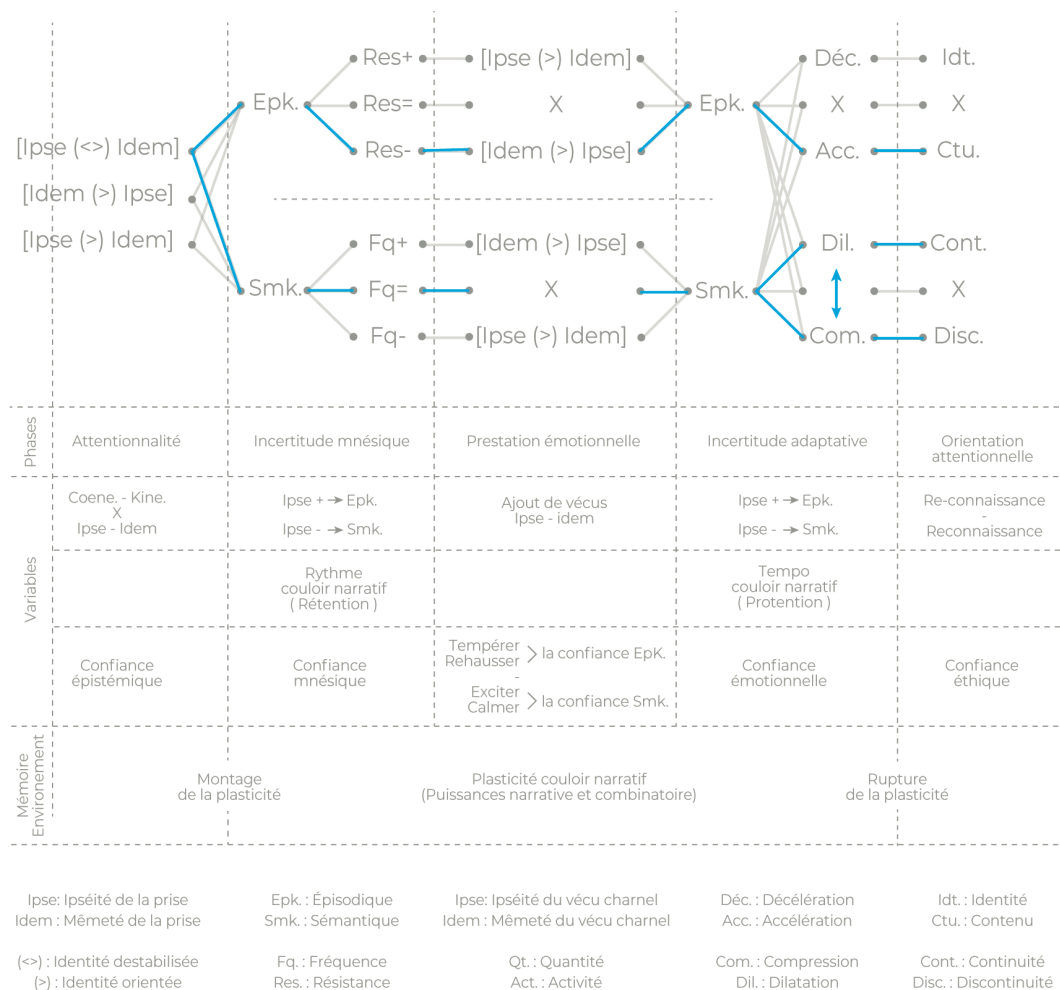 Res+ [Ipse (>) Idem] Déc. Idt.
Epk. Res= X Epk. X X
[Ipse (<>) Idem] Res- [Idem (>) Ipse] Acc. Ctu.
[Idem (>) Ipse]
[Ipse (>) Idem] Fq+ [Idem (>) Ipse] Dil. Cont.
Smk. Fq= X Smk. X
Fq- [Ipse (>) Idem] Com. Disc.
Phases
Attentionnalité
Incertitude mnésique
Prestation émotionnelle
Incertitude adaptative
Orientation
attentionnelle
Variables
Coene. - Kine.
X
Ipse - Idem
Ipse + → Epk.
Ipse - → Smk.
Ajout de vécus
Ipse - idem
Ipse + → Epk.
Ipse - → Smk.
Re-connaissance
-
Reconnaissance
Rythme
couloir narratif
( Rétention )
Tempo
couloir narratif
( Protention )
Confiance
épistémique
Confiance
mnésique
Tempérer
Rehausser > la confiance EpK.
-
Exciter
Calmer > la confiance Smk.
Confiance
émotionnelle
Confiance
éthique
Mémoire
Environement
Montage
de la plasticité
Plasticité couloir narratif
(Puissances narrative et combinatoire)
Rupture
de la plasticité
Ipse: Ipséité de la prise
Idem : Mêmeté de la prise
(<>) : Identité destabilisée
(>) : Identité orientée
Epk. : Épisodique
Smk. : Sémantique
Fq. : Fréquence
Res. : Résistance
Ipse: Ipséité du vécu charnel
Idem : Mêmeté du vécu charnel
Qt. : Quantité
Act. : Activité
Déc. : Décélération
Acc. : Accélération
Com. : Compression
Dil. : Dilatation
Idt. : Identité
Ctu. : Contenu
Cont. : Continuité
Disc. : Discontinuité